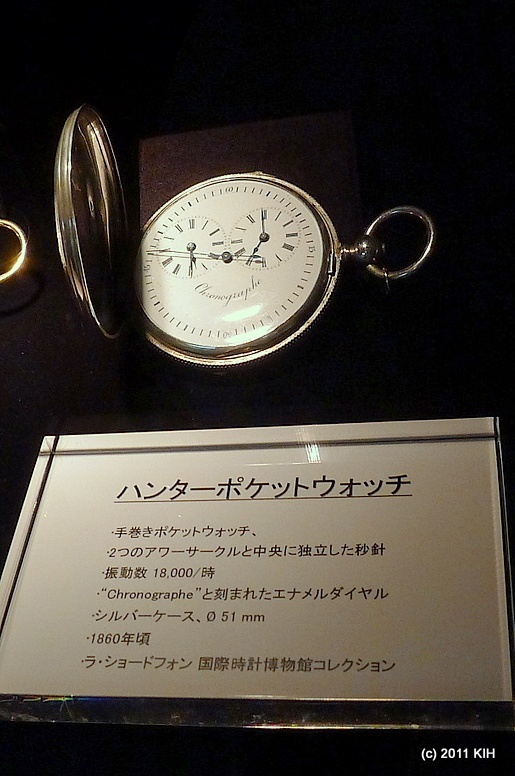 Chronographe
ハンターポケットウォッチ
·手巻きポケットウォッチ、
·2つのアワーサークルと中央に独立した秒針
·振動数 18,000/時
·“Chronographe”と刻まれたエナメルダイヤル
·シルバーケース、Ø 51 mm
·1860年頃
·ラ・ショードフォン 国際時計博物館コレクション
(c) 2011 KIH